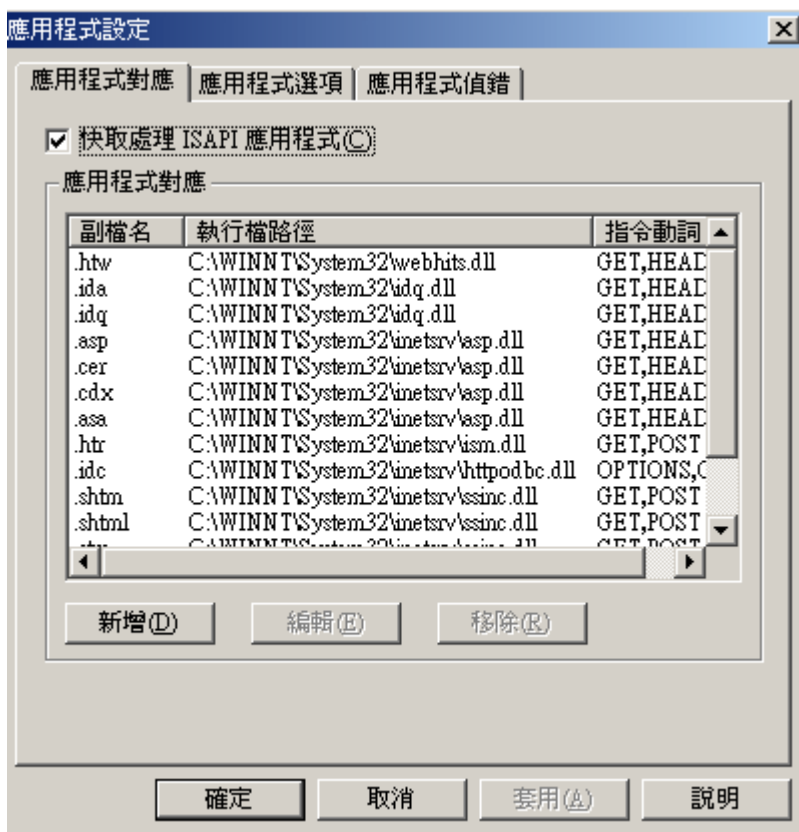 應用程式設定
應用程式對應 應用程式選項 應用程式偵錯
快取處理 ISAPI 應用程式(C)
應用程式對應
副檔名 執行檔路徑 指令動詞
.htw C:\WINNT\System32\webhits.dll GET,HEAD
.ida C:\WINNT\System32\idq.dll GET,HEAD
.idq C:\WINNT\System32\idq.dll GET,HEAD
.asp C:\WINNT\System32\inetsrv\asp.dll GET,HEAD
.cer C:\WINNT\System32\inetsrv\asp.dll GET,HEAD
.cdx C:\WINNT\System32\inetsrv\asp.dll GET,HEAD
.asa C:\WINNT\System32\inetsrv\asp.dll GET,HEAD
.htr C:\WINNT\System32\inetsrv\ism.dll GET,POST
.idc C:\WINNT\System32\inetsrv\httpodbc.dll OPTIONS,
.shtm C:\WINNT\System32\inetsrv\ssinc.dll GET,POST
.shtml C:\WINNT\System32\inetsrv\ssinc.dll GET,POST
新增(D) 編輯(E) 移除(R)
確定 取消 套用(A) 說明